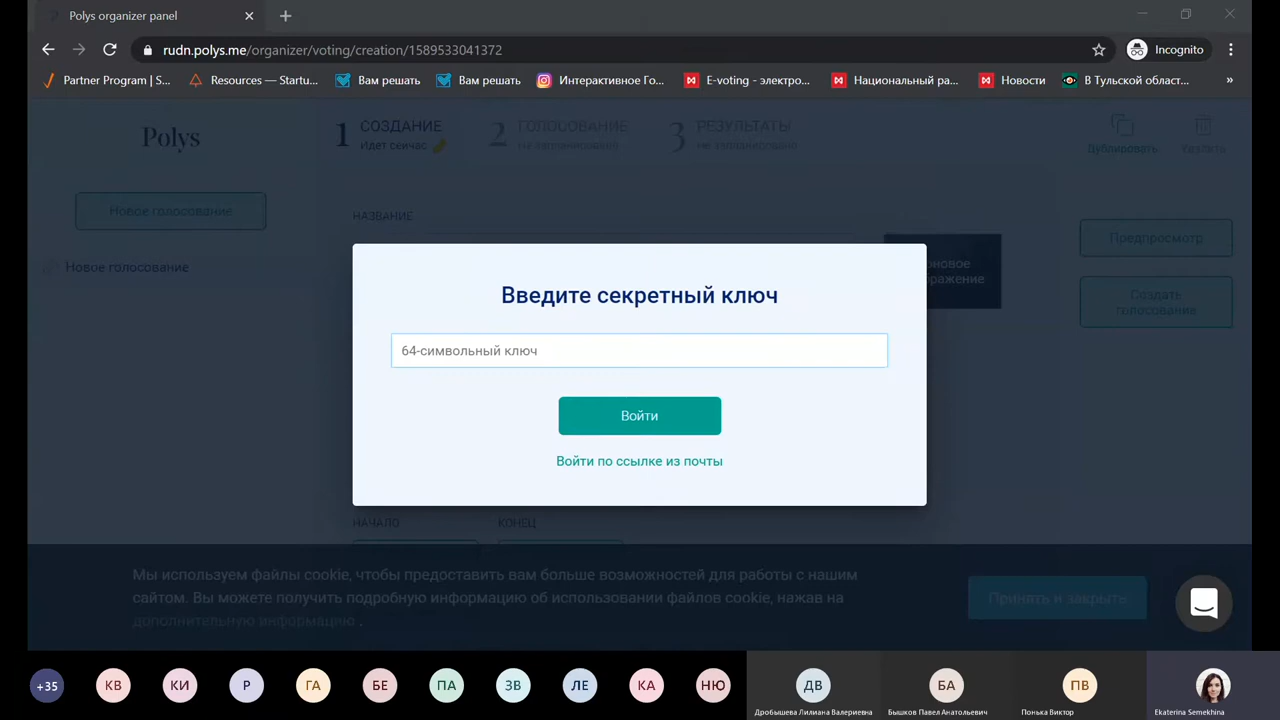 Polys organizer panel
rudn.polys.me/organizer/voting/creation/1589533041372
Incognito
Partner Program | S...
Resources — Startu...
Вам решать
Вам решать
Интерактивное Го...
E-voting - электро...
Национальный ра...
Новости
В Тульской област...
»
Polys
1 СОЗДАНИЕ
Идет сейчас
2 ГОЛОСОВАНИЕ
не запланировано
3 РЕЗУЛЬТАТЫ
не запланировано
Дублировать
Удалить
Новое голосование
Новое голосование
НАЗВАНИЕ
Предпросмотр
Создать
голосование
Введите секретный ключ
64-символьный ключ
Войти
Войти по ссылке из почты
НАЧАЛО
КОНЕЦ
Мы используем файлы cookie, чтобы предоставить вам больше возможностей для работы с нашим
сайтом. Вы можете получить подробную информацию об использовании файлов cookie, нажав на
дополнительную информацию .
Принять и закрыть
+35
КВ
КИ
Р
ГА
БЕ
ПА
ЗВ
ЛЕ
КА
НЮ
ДВ
Дробышева Лилиана Валериевна
БА
Бышков Павел Анатольевич
ПВ
Понька Виктор
Ekaterina Semekhina